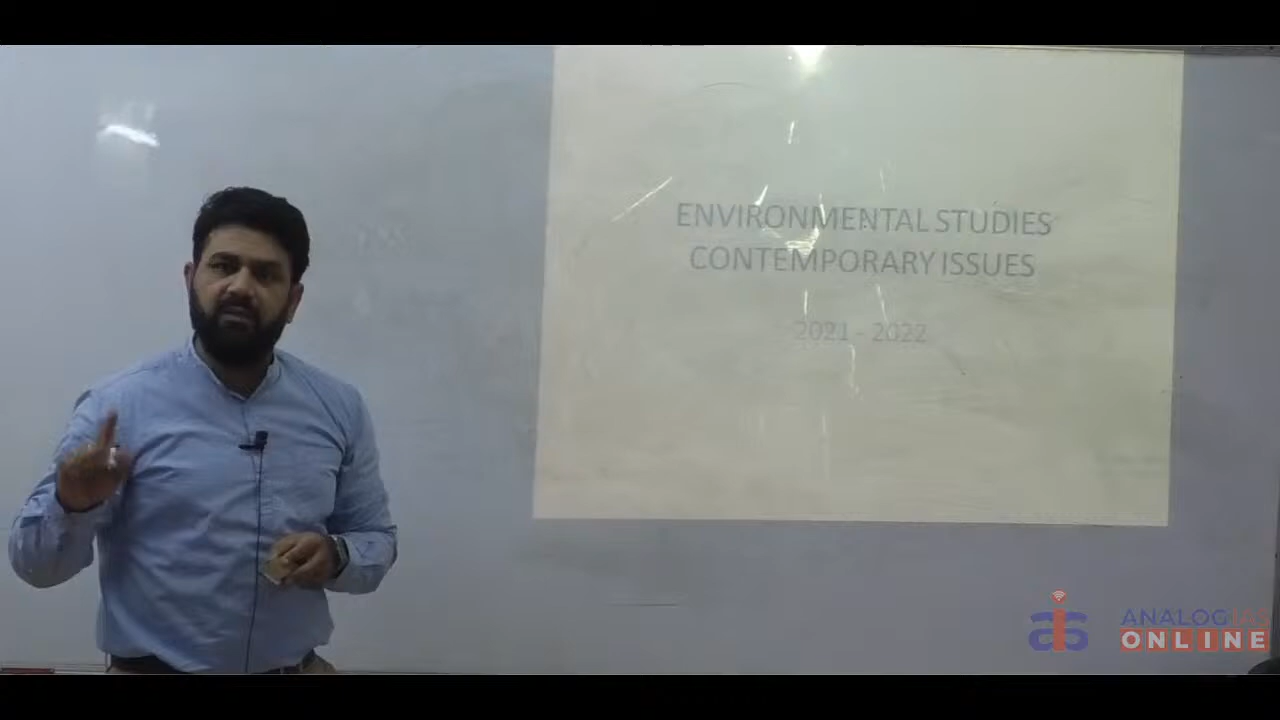 ENVIRONMENTAL STUDIES
CONTEMPORARY ISSUES
2021 - 2022
ANALOG IAS
ONLINE